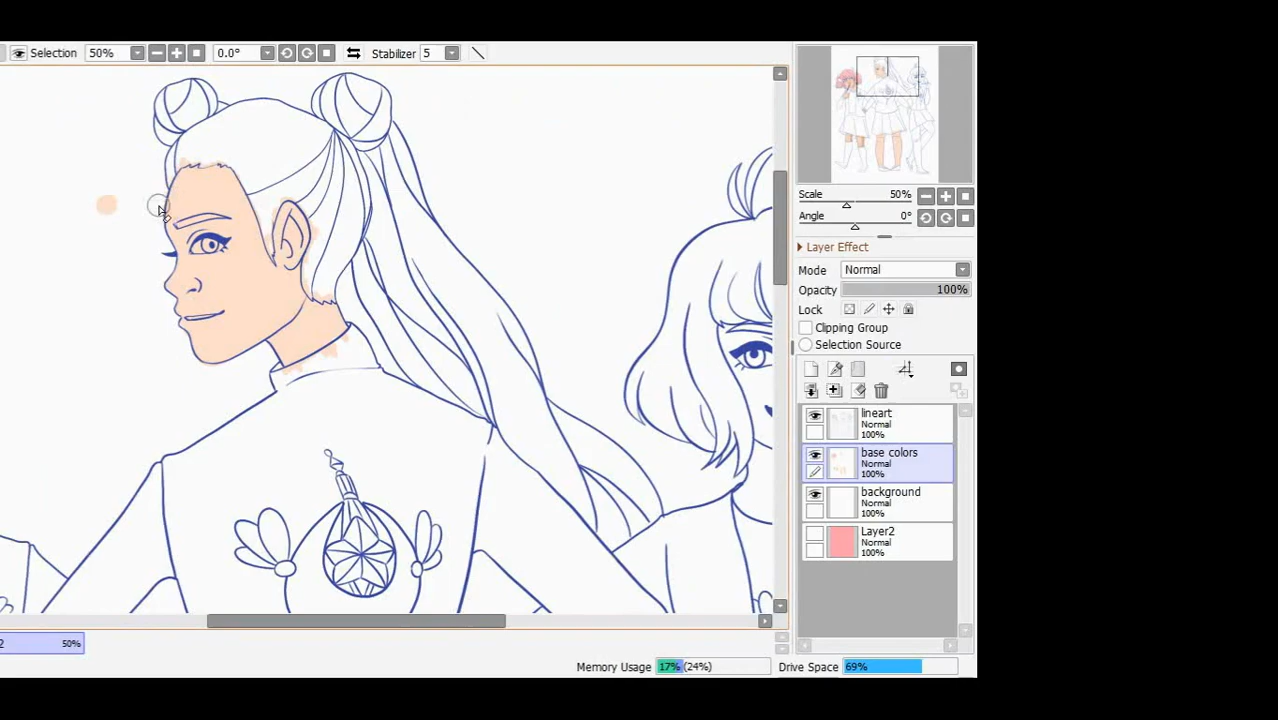 Selection 50% 0.0° Stabilizer 5
Scale 50%
Angle 0°
Layer Effect
Mode Normal
Opacity 100%
Lock
Clipping Group
Selection Source
lineart
Normal
100%
base colors
Normal
100%
background
Normal
100%
Layer2
Normal
100%
2 50%
Memory Usage 17% (24%) Drive Space 69%